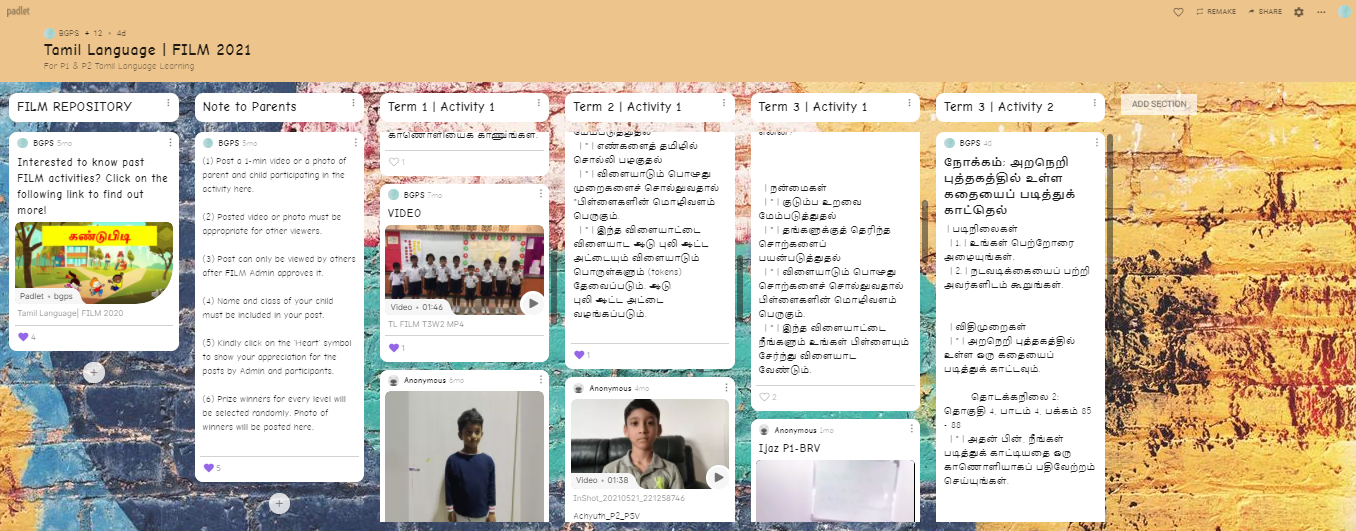 padlet
REMAKE
SHARE
BGPS + 12 • 4d
Tamil Language | FILM 2021
For P1 & P2 Tamil Language Learning
FILM REPOSITORY
BGPS 5mo
Interested to know past
FILM activities? Click on the
following link to find out
more!
கண்டுபிடி
Padlet • bgps
Tamil Language| FILM 2020
4
Note to Parents
BGPS 5mo
(1) Post a 1-min video or a photo of
parent and child participating in the
activity here.
(2) Posted video or photo must be
appropriate for other viewers.
(3) Post can only be viewed by others
after FILM Admin approves it.
(4) Name and class of your child
must be included in your post.
(5) Kindly click on the 'Heart' symbol
to show your appreciation for the
posts by Admin and participants.
(6) Prize winners for every level will
be selected randomly. Photo of
winners will be posted here.
5
Term 1 | Activity 1
காணொளியைக் காணுங்கள்.
1
BGPS 7mo
VIDEO
Video • 01:46
TL FILM T3W2 MP4
1
Anonymous 6mo
Term 2 | Activity 1
மேம்படுத்துதல்
| * | எண்களைத் தமிழில்
சொல்லி பழகுதல்
| * | விளையாடும் பொழுது
முறைகளைச் சொல்லுவதால்
*பிள்ளைகளின் மொழிவளம்
பெருகும்.
| * | இந்த விளையாட்டை
விளையாட ஆடு புலி ஆட்ட
அட்டையும் விளையாடும்
பொருள்களும் (tokens)
தேவைப்படும். ஆடு
புலி ஆட்ட அட்டை
வழங்கப்படும்.
1
Anonymous 5mo
Video • 01:38
InShot_20210521_221258746
Achyuth_P2_PSV
Term 3 | Activity 1
| நன்மைகள்
| * | குடும்ப உறவை
மேம்படுத்துதல்
| * | தங்களுக்குத் தெரிந்த
சொற்களைப்
பயன்படுத்துதல்
| * | விளையாடும் பொழுது
சொற்களைச் சொல்லுவதால்
பிள்ளைகளின் மொழிவளம்
பெருகும்.
| * | இந்த விளையாட்டை
நீங்களும் உங்கள் பிள்ளையும்
சேர்ந்து விளையாட
வேண்டும்.
2
Anonymous 1mo
Ijaz P1-BRV
Term 3 | Activity 2
BGPS 4d
நோக்கம்: அறநெறி
புத்தகத்தில் உள்ள
கதையைப் படித்துக்
காட்டுதல்
| படிநிலைகள்
| 1. | உங்கள் பெற்றோரை
அழையுங்கள்.
| 2. | நடவடிக்கையைப் பற்றி
அவர்களிடம் கூறுங்கள்.
| விதிமுறைகள்
| * | அறநெறி புத்தகத்தில்
உள்ள ஒரு கதையைப்
படித்துக் காட்டவும்.
தொடக்கநிலை 2:
தொகுதி 4, பாடம் 4, பக்கம் 85
- 88
| * | அதன் பின், நீங்கள்
படித்துக் காட்டியதை ஒரு
காணொளியாகப் பதிவேற்றம்
செய்யுங்கள்.
ADD SECTION